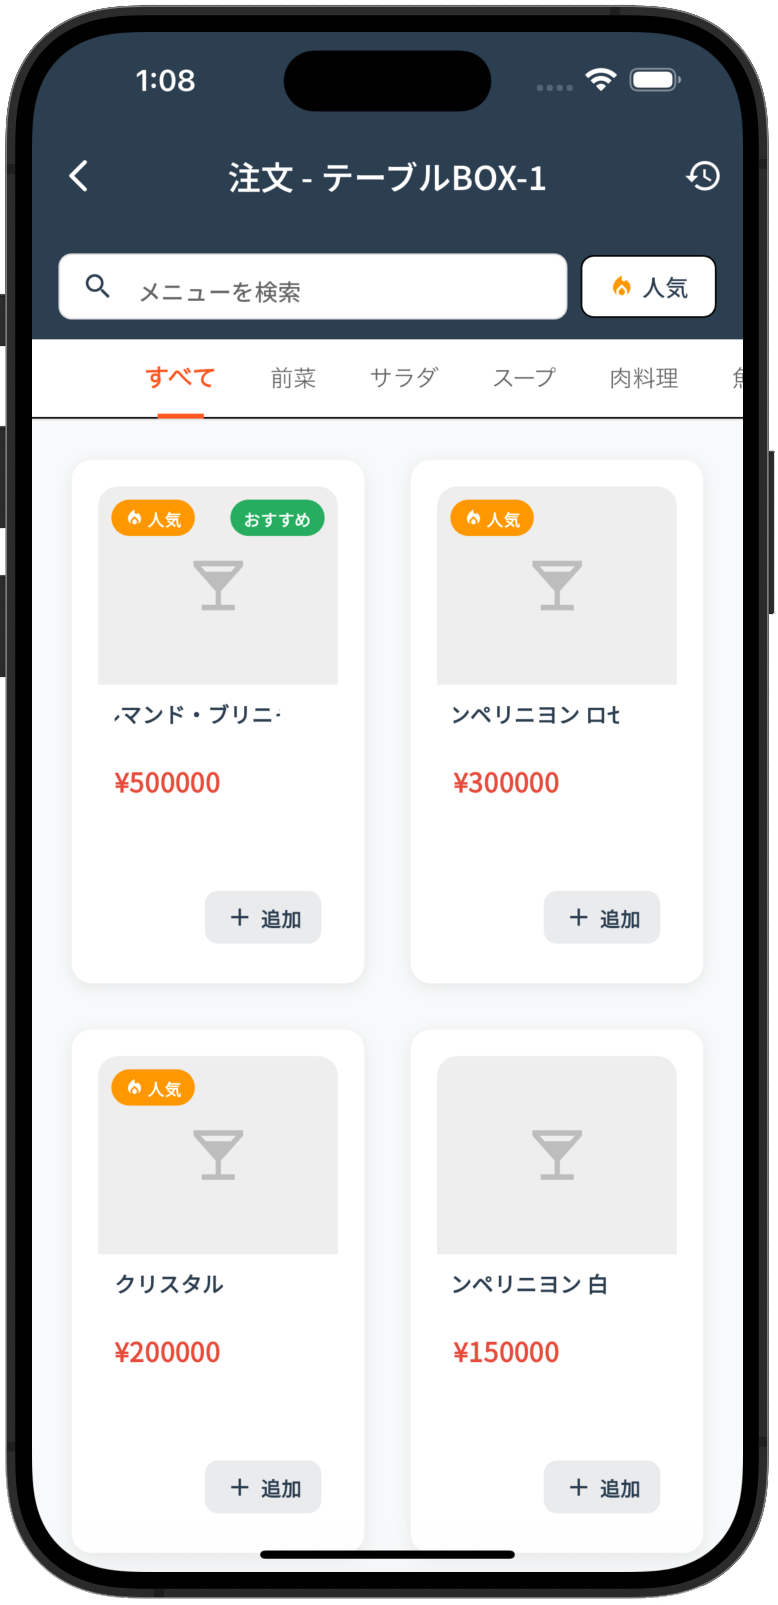 1:08
注文 - テーブルBOX-1
メニューを検索
人気
すべて 前菜 サラダ スープ 肉料理
人気 おすすめ
人気
マンド・ブリニ
ンペリニヨン ロゼ
¥500000
¥300000
+ 追加
+ 追加
人気
クリスタル
ンペリニヨン 白
¥200000
¥150000
+ 追加
+ 追加